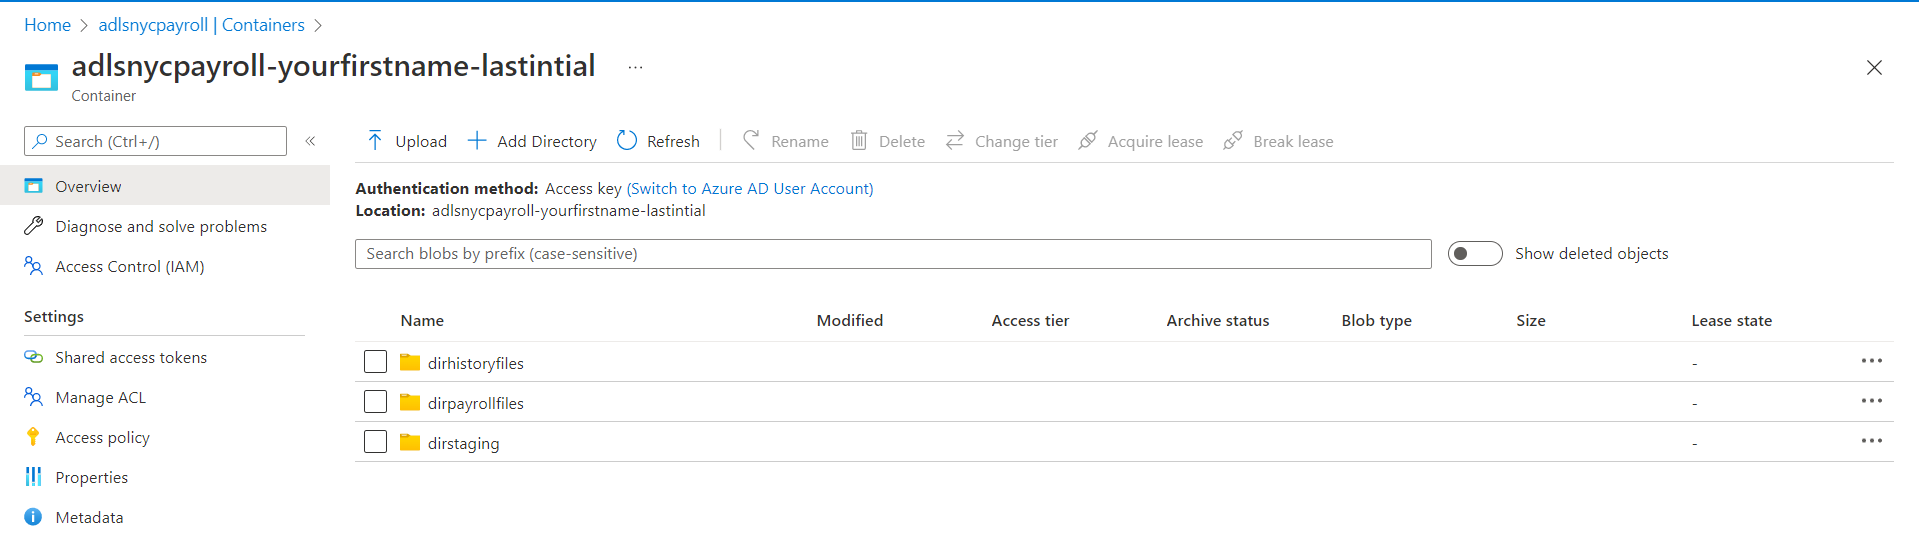 Home > adlsnycpayroll | Containers >
adlsnycpayroll-yourfirstname-lastintial ...
Container
Search (Ctrl+/) «
Upload Add Directory Refresh Rename Delete Change tier Acquire lease Break lease
Overview
Diagnose and solve problems
Access Control (IAM)
Settings
Shared access tokens
Manage ACL
Access policy
Properties
Metadata
Authentication method: Access key (Switch to Azure AD User Account)
Location: adlsnycpayroll-yourfirstname-lastintial
Search blobs by prefix (case-sensitive) Show deleted objects
Name Modified Access tier Archive status Blob type Size Lease state
dirhistoryfiles - ...
dirpayrollfiles - ...
dirstaging - ...